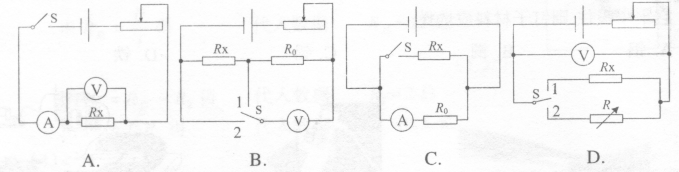 S
V
Rx
A
A.
Rx
R₀
1
S
2
V
B.
S
Rx
A
R₀
C.
V
Rx
S
1
2
R
D.